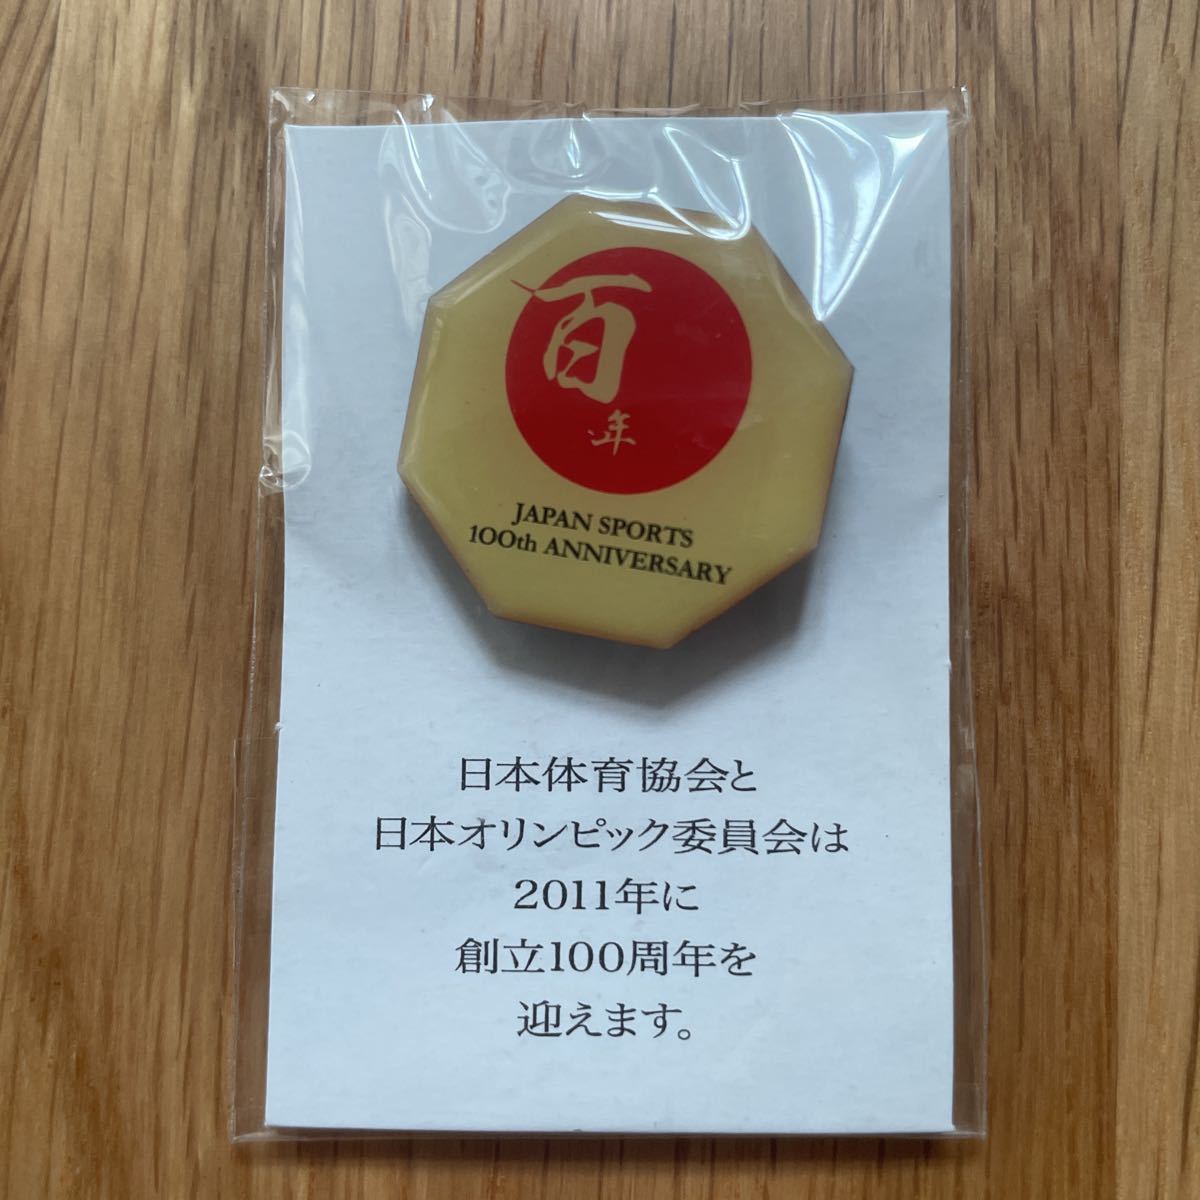 百
年
JAPAN SPORTS
100th ANNIVERSARY
日本体育協会と
日本オリンピック委員会は
2011年に
創立100周年を
迎えます。